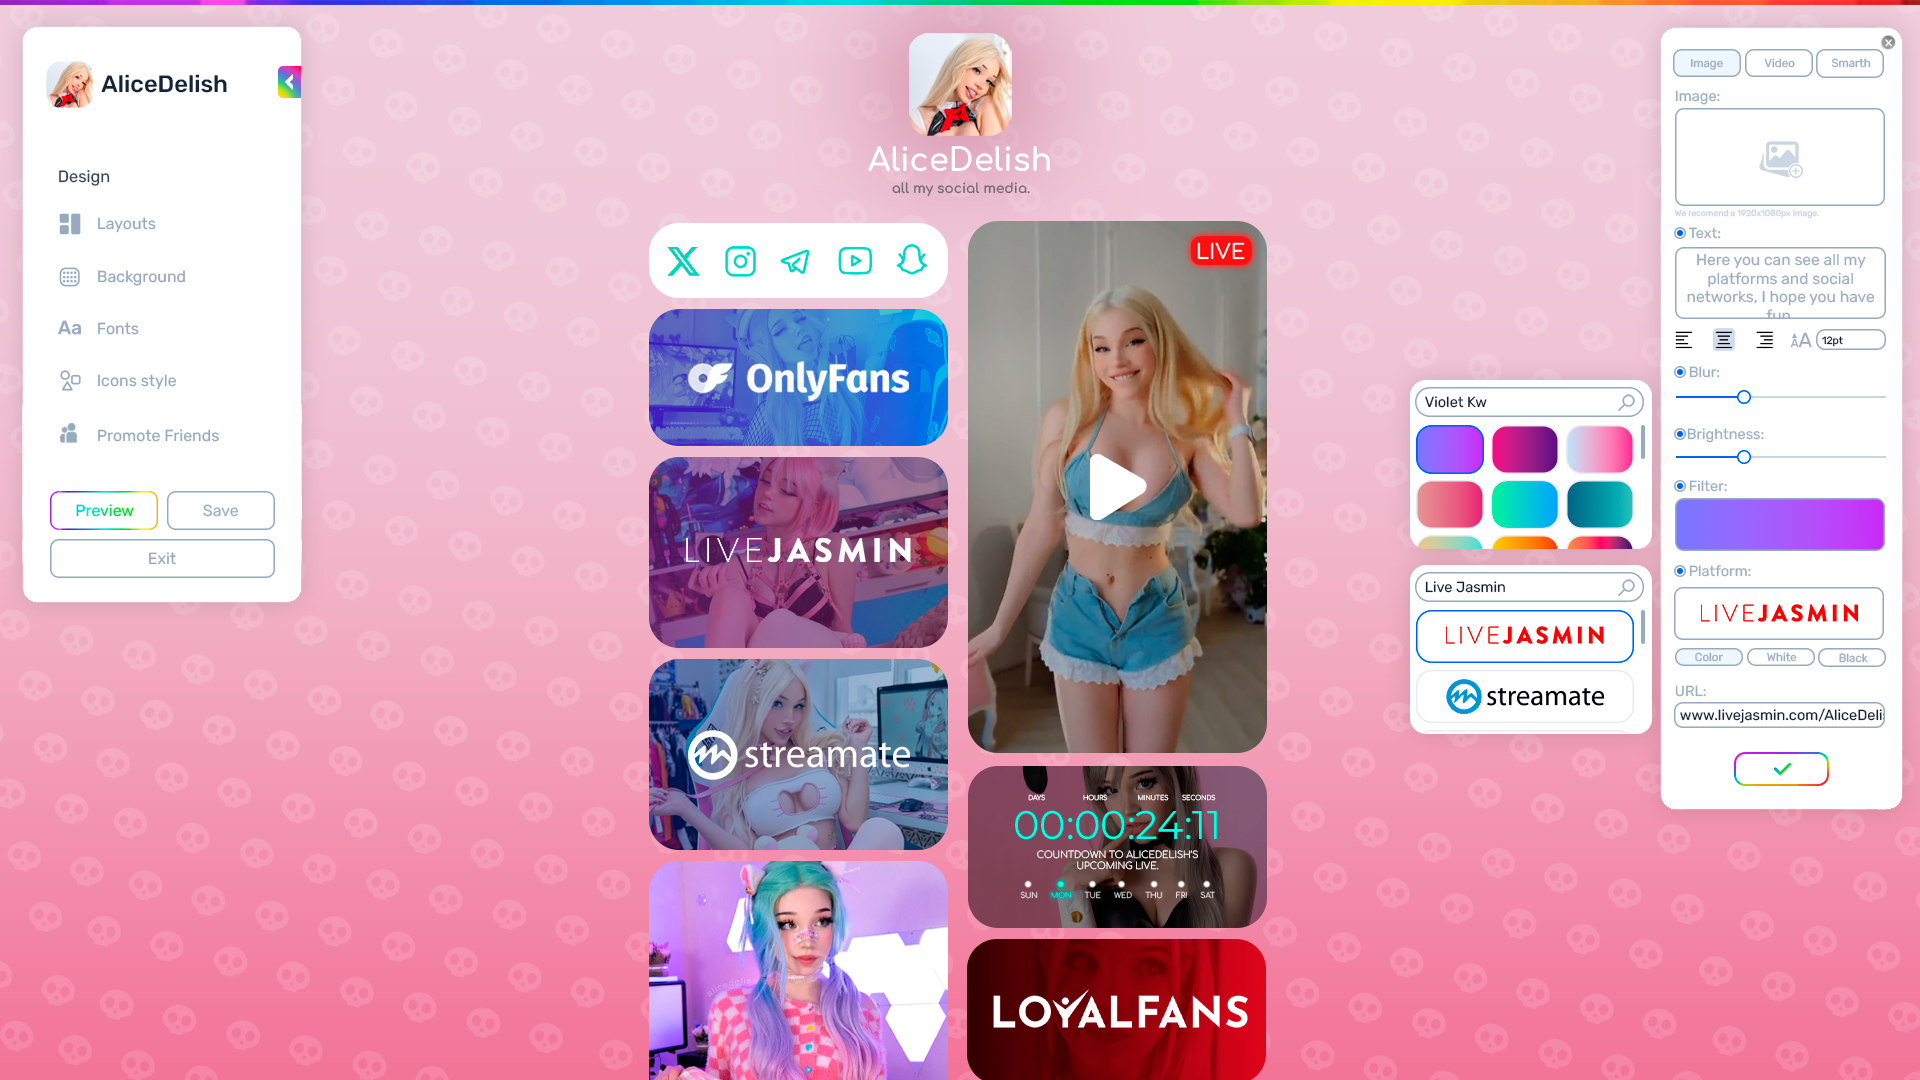 AliceDelish
Design
Layouts
Background
Aa Fonts
Icons style
Promote Friends
Preview
Save
Exit
AliceDelish
all my social media.
OnlyFans
LIVEJASMIN
streamate
alicedelish
LIVE
DAYS HOURS MINUTES SECONDS
00:00:24:11
COUNTDOWN TO ALICEDELISH'S
UPCOMING LIVE.
SUN MON TUE WED THU FRI SAT
LOYALFANS
Violet Kw
Live Jasmin
LIVEJASMIN
streamate
Image Video Smarth
Image:
We recomend a 1920x1080px image.
Text:
Here you can see all my
platforms and social
networks, I hope you have
fun
AA 12pt
Blur:
Brightness:
Filter:
Platform:
LIVEJASMIN
Color White Black
URL:
www.livejasmin.com/AliceDeli